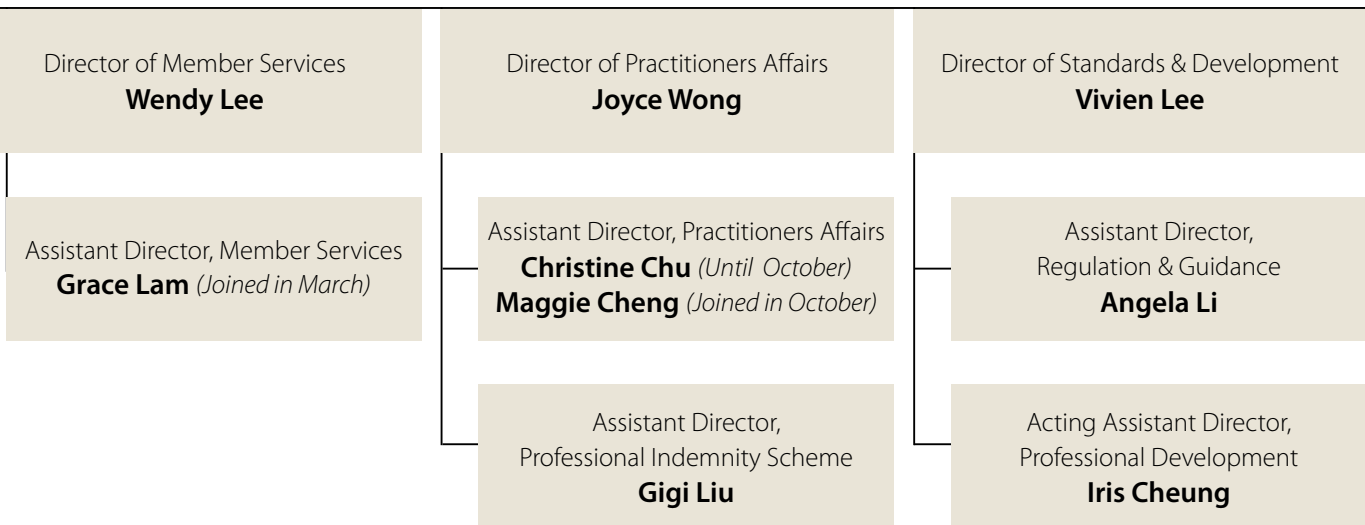 Director of Member Services
Wendy Lee
Assistant Director, Member Services
Grace Lam (Joined in March)
Director of Practitioners Affairs
Joyce Wong
Assistant Director, Practitioners Affairs
Christine Chu (Until October)
Maggie Cheng (Joined in October)
Assistant Director,
Professional Indemnity Scheme
Gigi Liu
Director of Standards & Development
Vivien Lee
Assistant Director,
Regulation & Guidance
Angela Li
Acting Assistant Director,
Professional Development
Iris Cheung